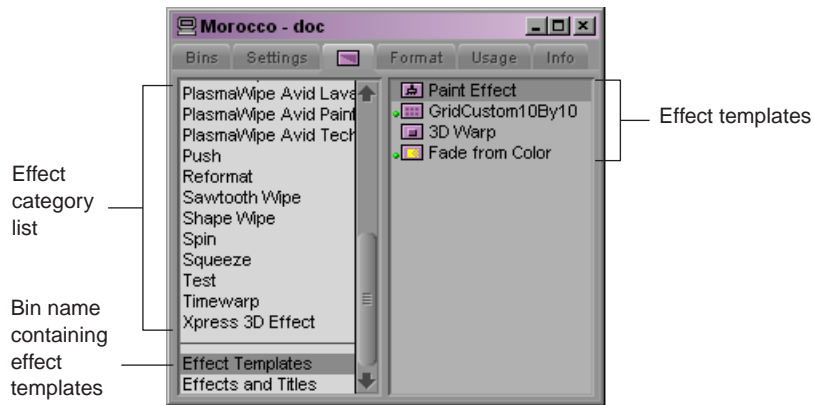 Morocco - doc
Bins Settings Format Usage Info
PlasmaWipe Avid Lava
PlasmaWipe Avid Paint
PlasmaWipe Avid Tech
Push
Reformat
Sawtooth Wipe
Shape Wipe
Spin
Squeeze
Test
Timewarp
Xpress 3D Effect
Effect Templates
Effects and Titles
Paint Effect
GridCustom10By10
3D Warp
Fade from Color
Effect templates
Effect
category
list
Bin name
containing
effect
templates